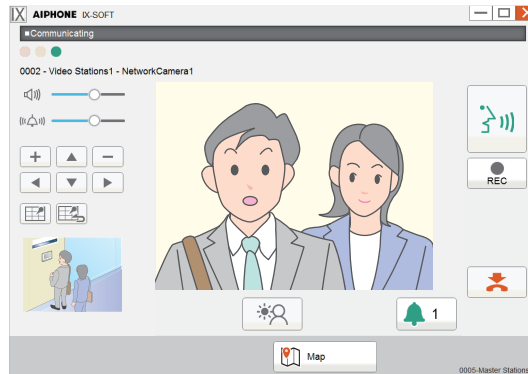 AIPHONE IX-SOFT
■Communicating
0002 - Video Stations1 - NetworkCamera1
REC
1
Map
0005-Master Stations